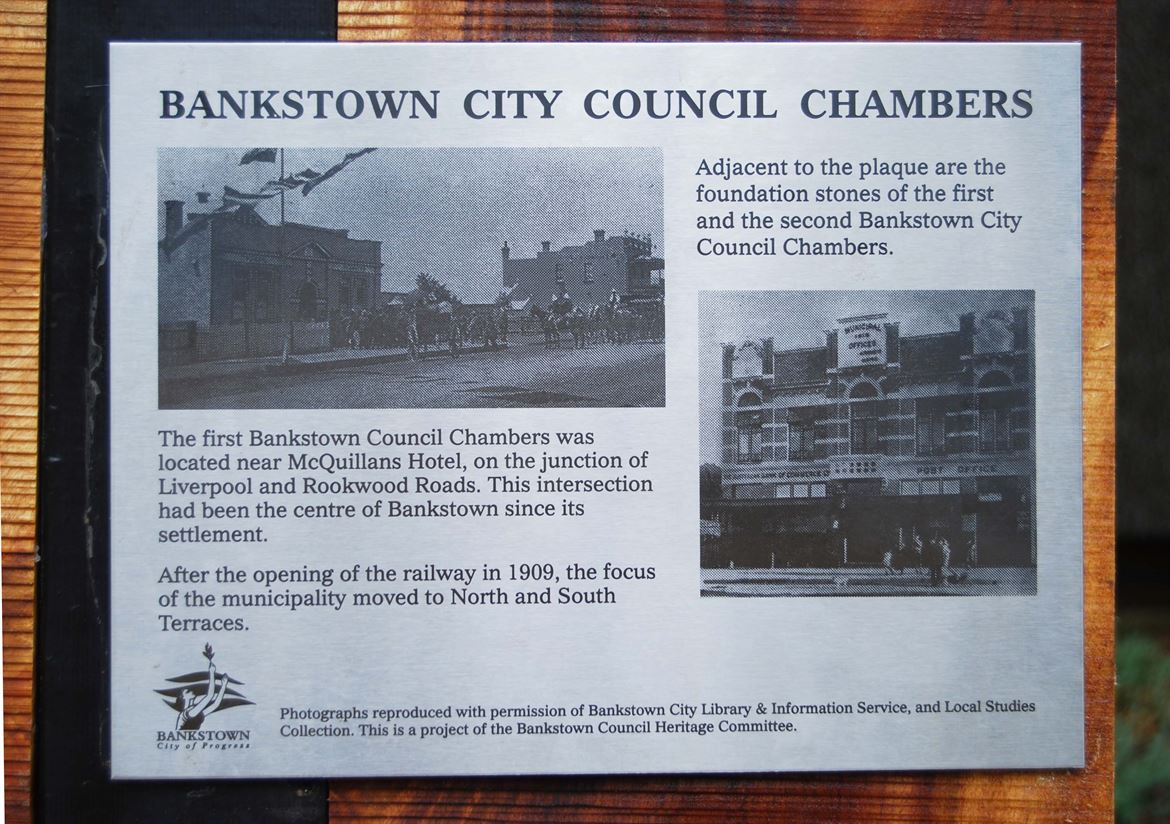 BANKSTOWN CITY COUNCIL CHAMBERS
Adjacent to the plaque are the
foundation stones of the first
and the second Bankstown City
Council Chambers.
MUNICIPAL
OFFICES
POST OFFICE
The first Bankstown Council Chambers was
located near McQuillans Hotel, on the junction of
Liverpool and Rookwood Roads. This intersection
had been the centre of Bankstown since its
settlement.
After the opening of the railway in 1909, the focus
of the municipality moved to North and South
Terraces.
BANKSTOWN
City of Progress
Photographs reproduced with permission of Bankstown City Library & Information Service, and Local Studies
Collection. This is a project of the Bankstown Council Heritage Committee.